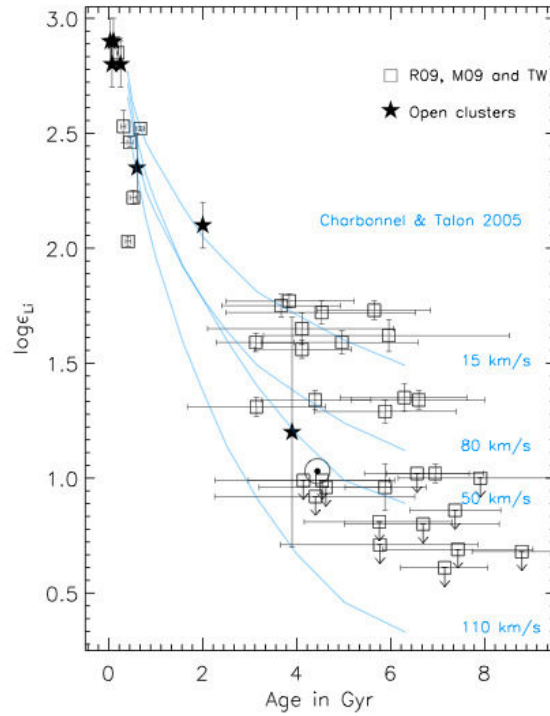 3.0
R09, M09 and TW
Open clusters
2.5
Charbonnel & Talon 2005
2.0
logεLi
1.5
15 km/s
80 km/s
1.0
50 km/s
0.5
110 km/s
0 2 4 6 8
Age in Gyr